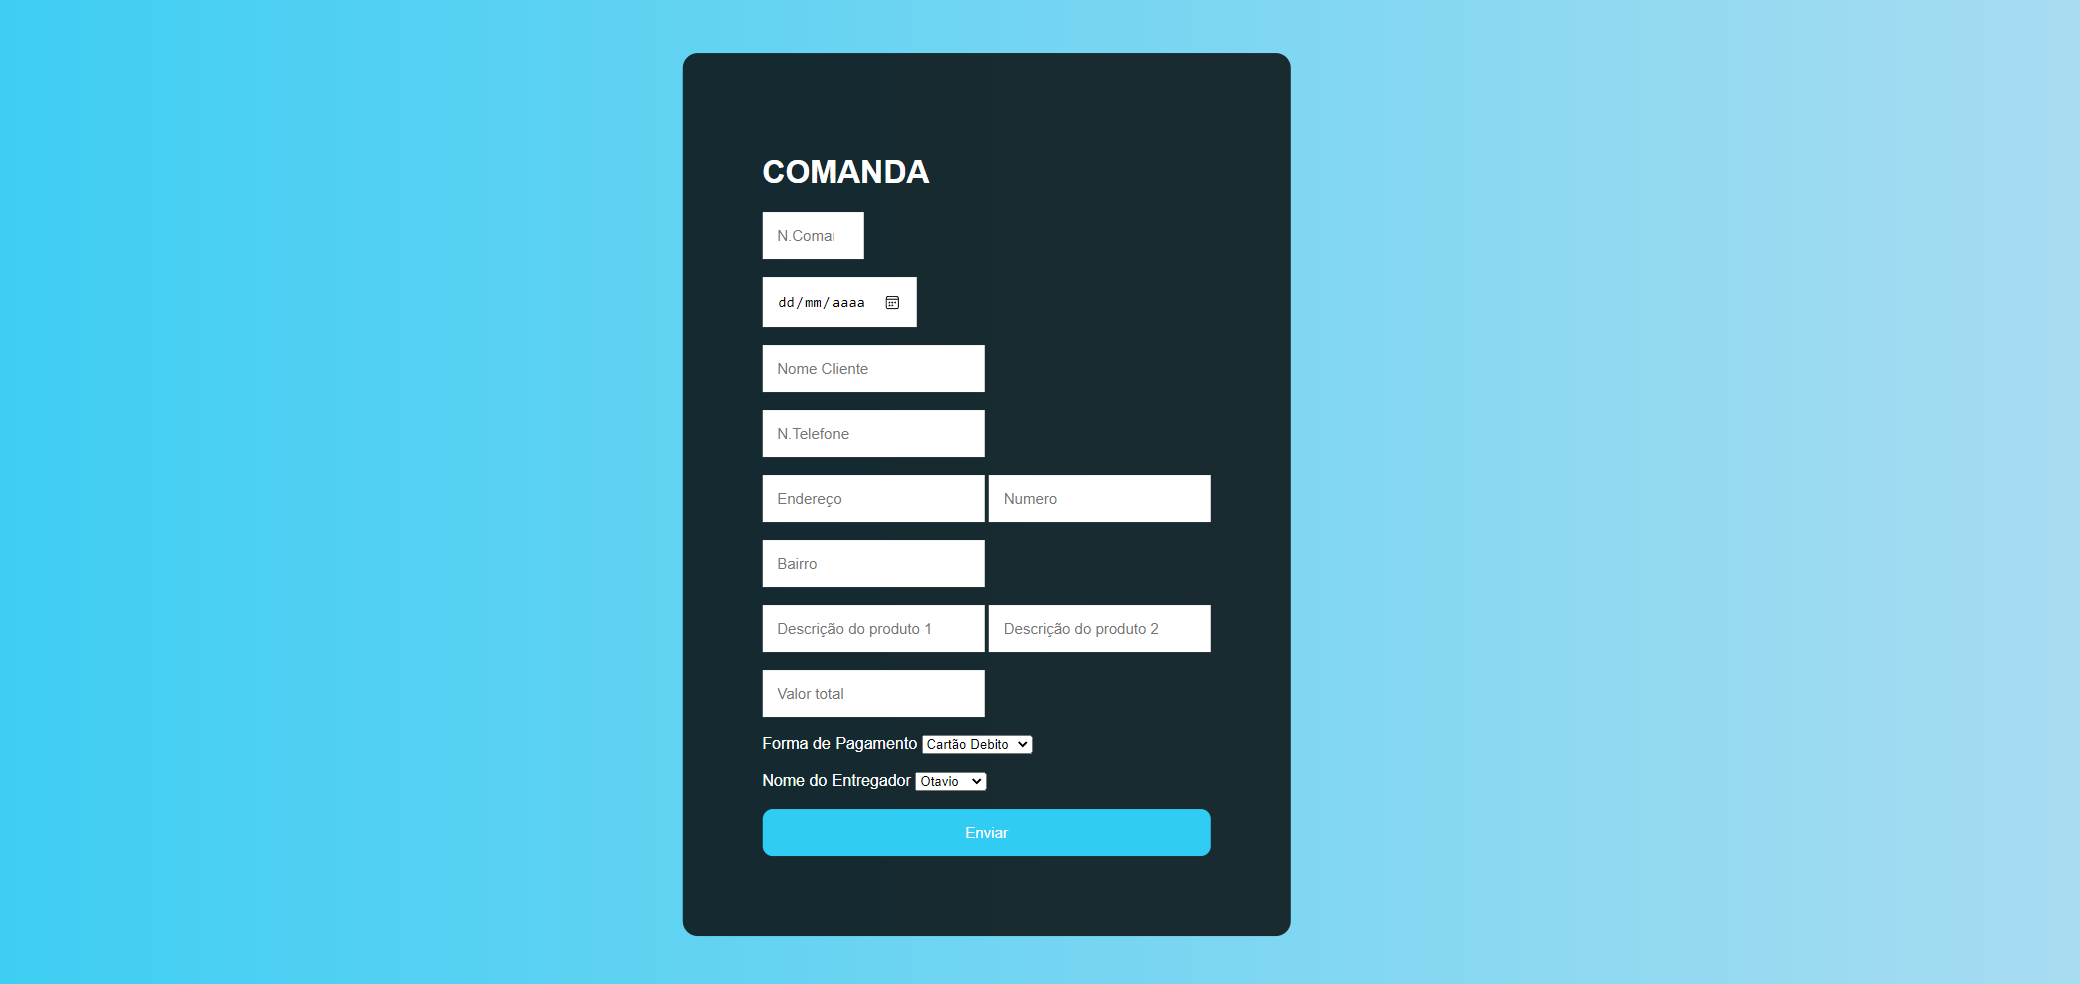 COMANDA
N.Coma
dd/mm/aaaa
Nome Cliente
N.Telefone
Endereço Numero
Bairro
Descrição do produto 1 Descrição do produto 2
Valor total
Forma de Pagamento Cartão Debito
Nome do Entregador Otavio
Enviar